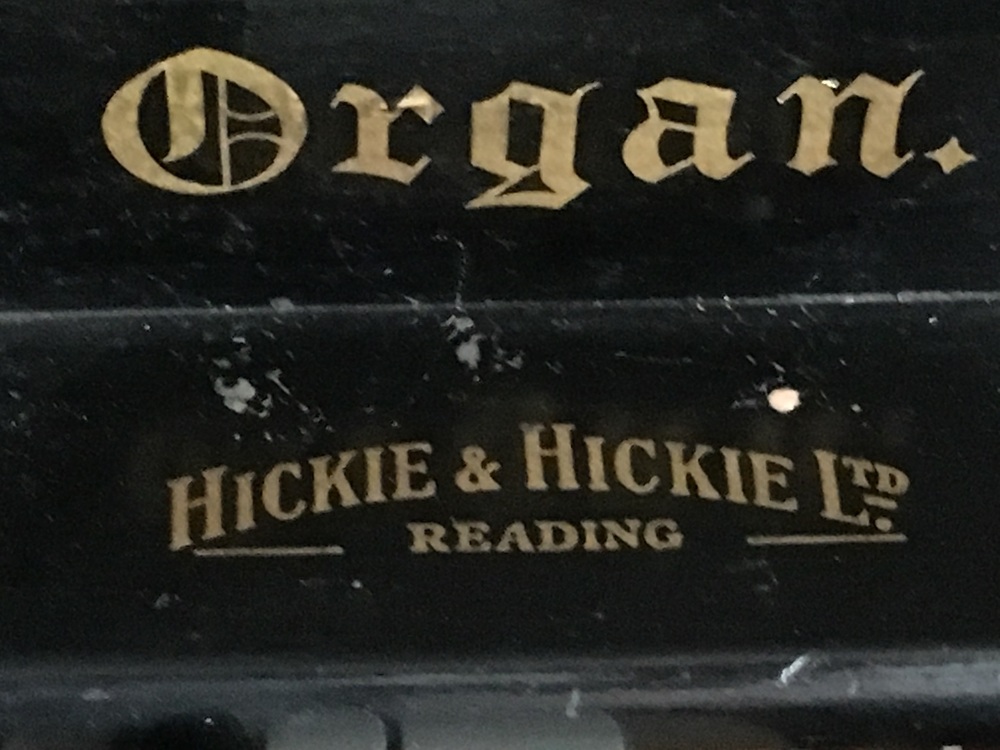 Organ.
HICKIE & HICKIE LTD.
READING